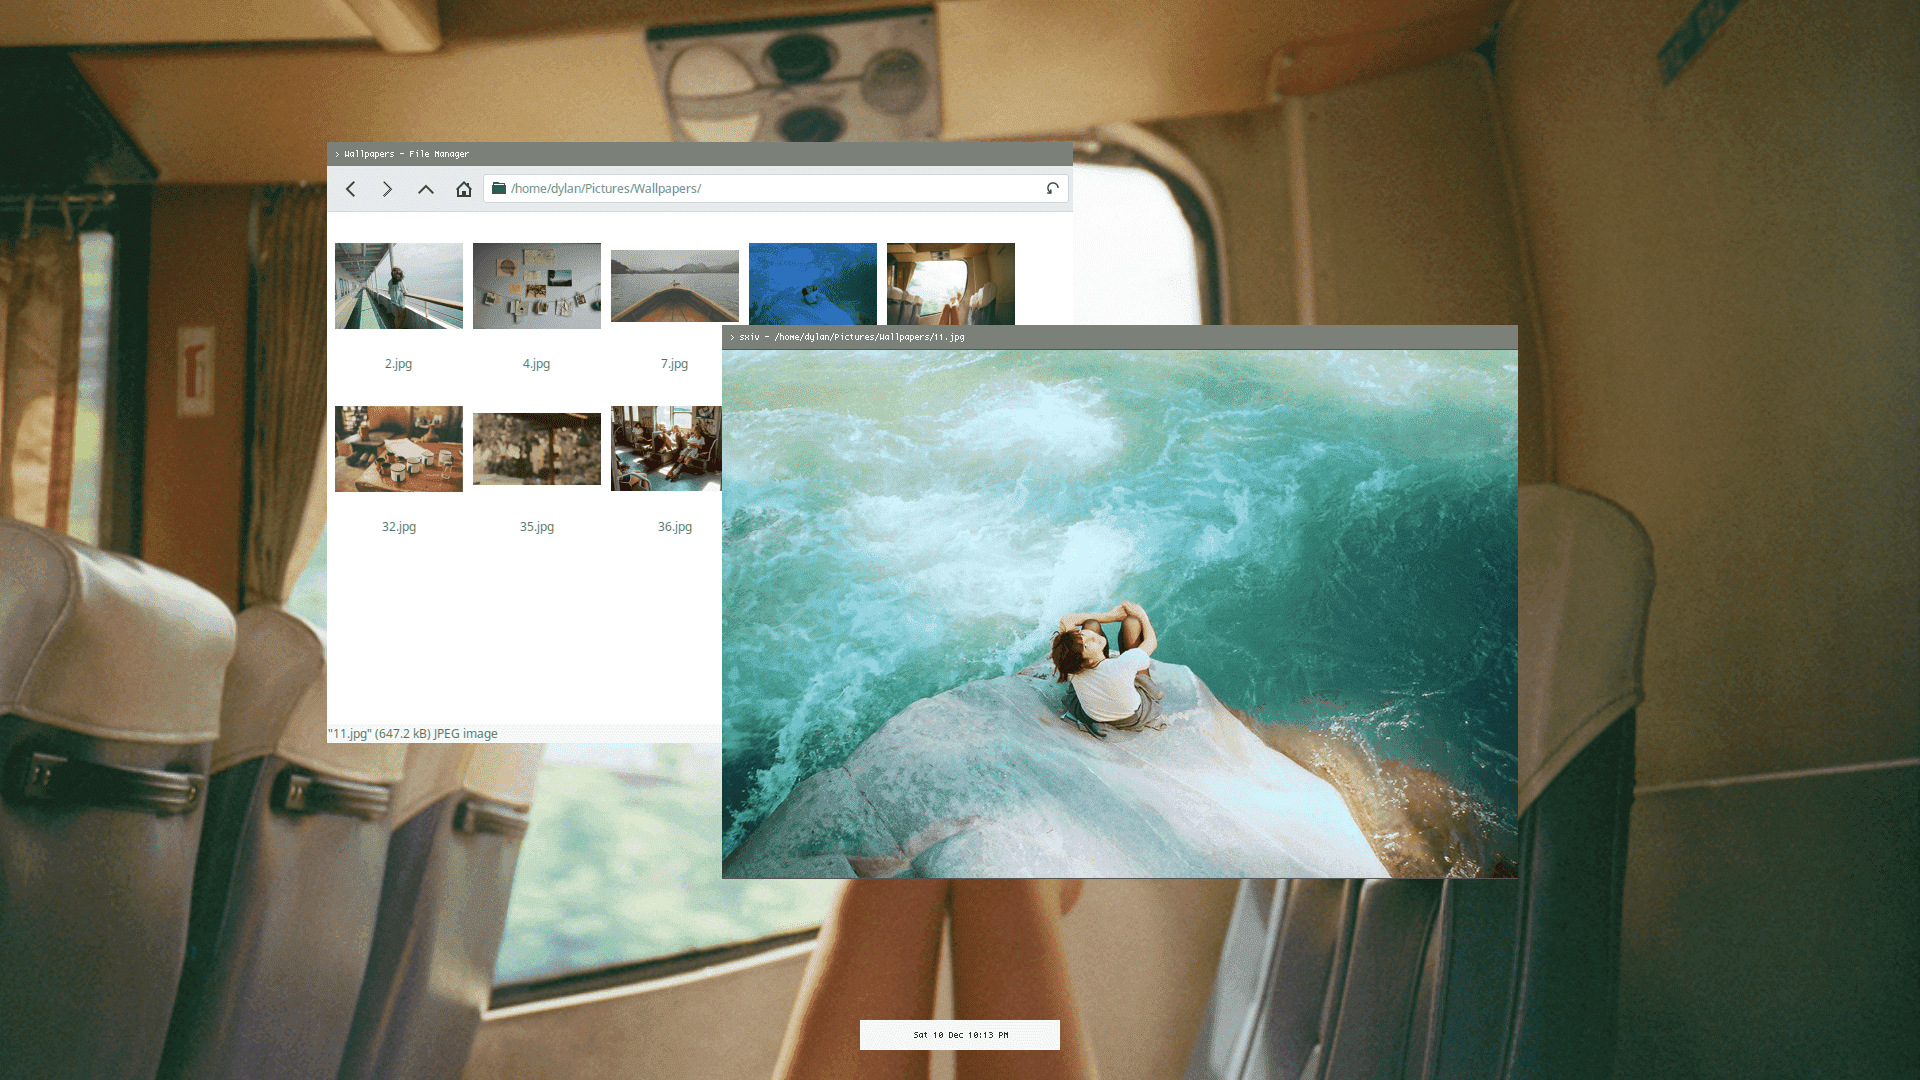 > Wallpapers - File Manager
/home/dylan/Pictures/Wallpapers/
> sxiv - /home/dylan/Pictures/Wallpapers/11.jpg
2.jpg
4.jpg
7.jpg
32.jpg
35.jpg
36.jpg
"11.jpg" (647.2 kB) JPEG image
Sat 10 Dec 10:13 PM